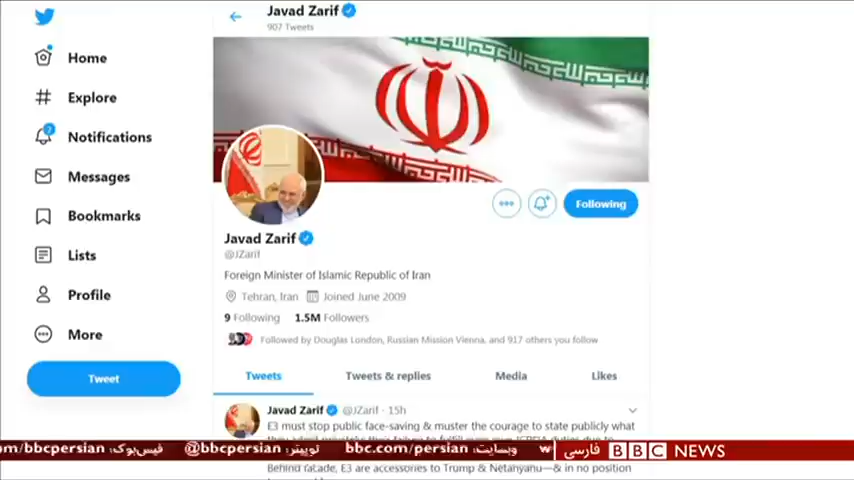 Javad Zarif
907 Tweets
Home
Explore
Notifications
Messages
Bookmarks
Lists
Profile
More
Tweet
Following
Javad Zarif
@JZarif
Foreign Minister of Islamic Republic of Iran
Tehran, Iran Joined June 2009
9 Following 1.5M Followers
Followed by Douglas London, Russian Mission Vienna, and 917 others you follow
Tweets Tweets & replies Media Likes
Javad Zarif @JZarif · 15h
E3 must stop public face-saving & muster the courage to state publicly what
فارسی BBC NEWS
وبسایت: bbc.com/persian توییتر: @bbcpersian فیس‌بوک: om/bbcpersian
Behind facade, E3 are accessories to Trump & Netanyahu—& in no position